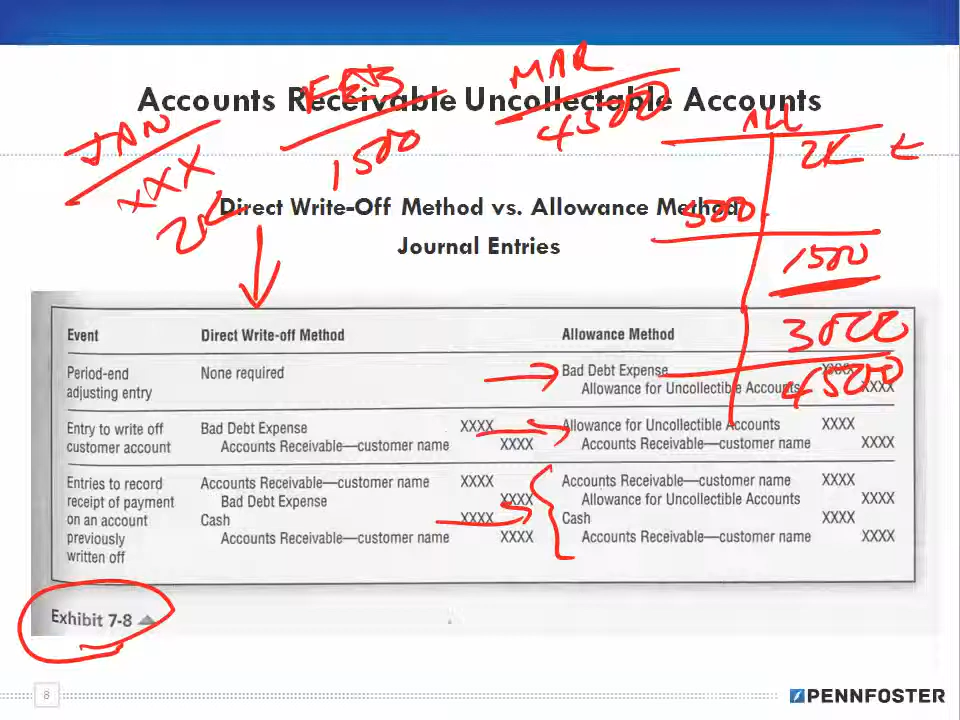 Accounts Receivable Uncollectable Accounts
JAN
FEB
MAR
XXX
1500
4500
2K
ALL
2K E
500
1500
3000
4500
Direct Write-Off Method vs. Allowance Method
Journal Entries
Event Direct Write-off Method Allowance Method
Period-end None required Bad Debt Expense XXXX
adjusting entry Allowance for Uncollectible Accounts XXXX
Entry to write off Bad Debt Expense XXXX Allowance for Uncollectible Accounts XXXX
customer account Accounts Receivable—customer name XXXX Accounts Receivable—customer name XXXX
Entries to record Accounts Receivable—customer name XXXX Accounts Receivable—customer name XXXX
receipt of payment Bad Debt Expense XXXX Allowance for Uncollectible Accounts XXXX
on an account Cash XXXX Cash XXXX
previously Accounts Receivable—customer name XXXX Accounts Receivable—customer name XXXX
written off
Exhibit 7-8
8
PENNFOSTER